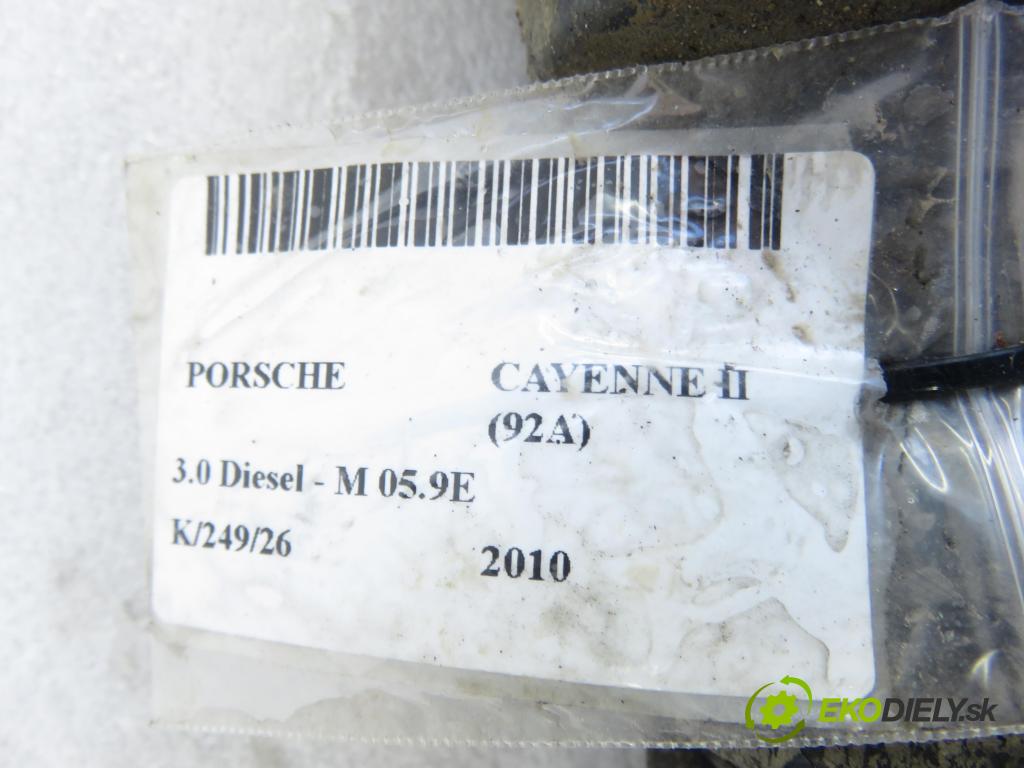 PORSCHE CAYENNE II
(92A)
3.0 Diesel - M 05.9E
K/249/26 2010
EKODIELY.sk